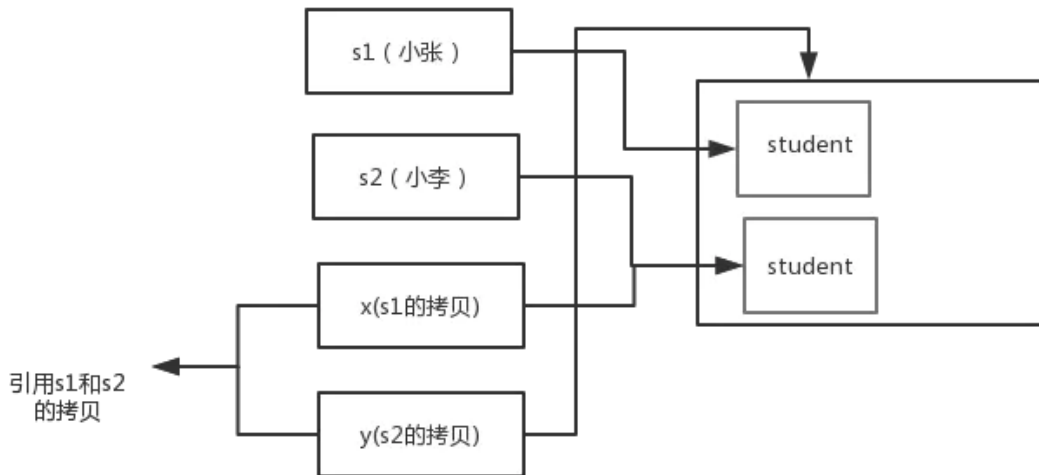 s1（小张）
student
s2（小李）
student
x(s1的拷贝)
引用s1和s2
的拷贝
y(s2的拷贝)